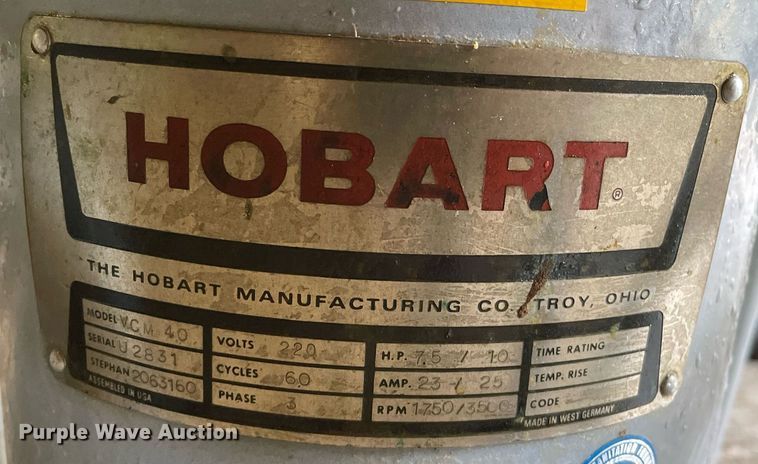 HOBART®
THE HOBART MANUFACTURING CO., TROY, OHIO
MODEL VCM 40
SERIAL U 2831
STEPHAN 2063160
ASSEMBLED IN USA
VOLTS 220
CYCLES 60
PHASE 3
H.P. 7.5 / 10
AMP. 23 / 25
RPM 1750/3500
TIME RATING
TEMP. RISE
CODE
MADE IN WEST GERMANY
Purple Wave Auction